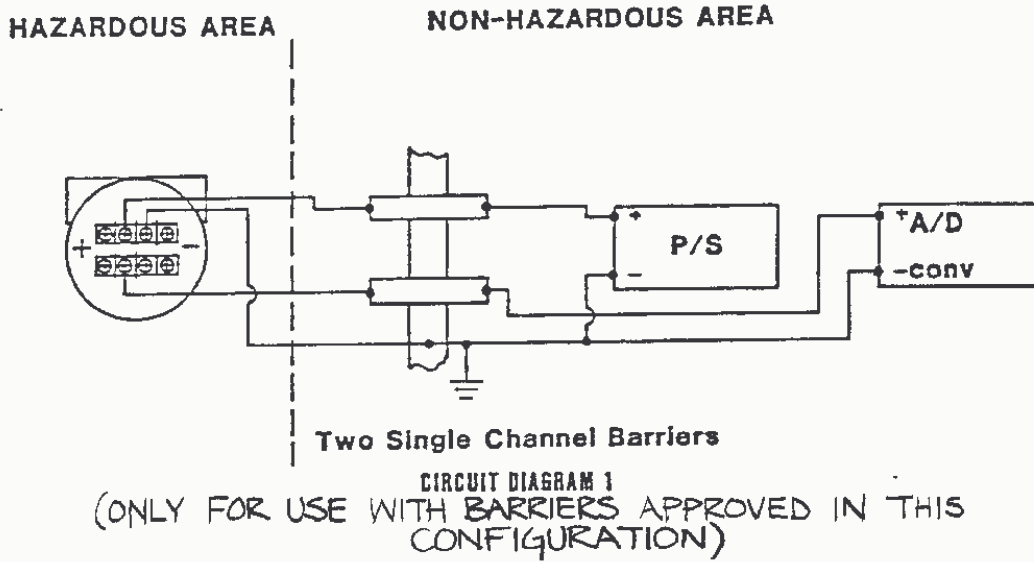 HAZARDOUS AREA
NON-HAZARDOUS AREA
+
-
+
P/S
-
+A/D
-conv
Two Single Channel Barriers
CIRCUIT DIAGRAM 1
(ONLY FOR USE WITH BARRIERS APPROVED IN THIS
CONFIGURATION)